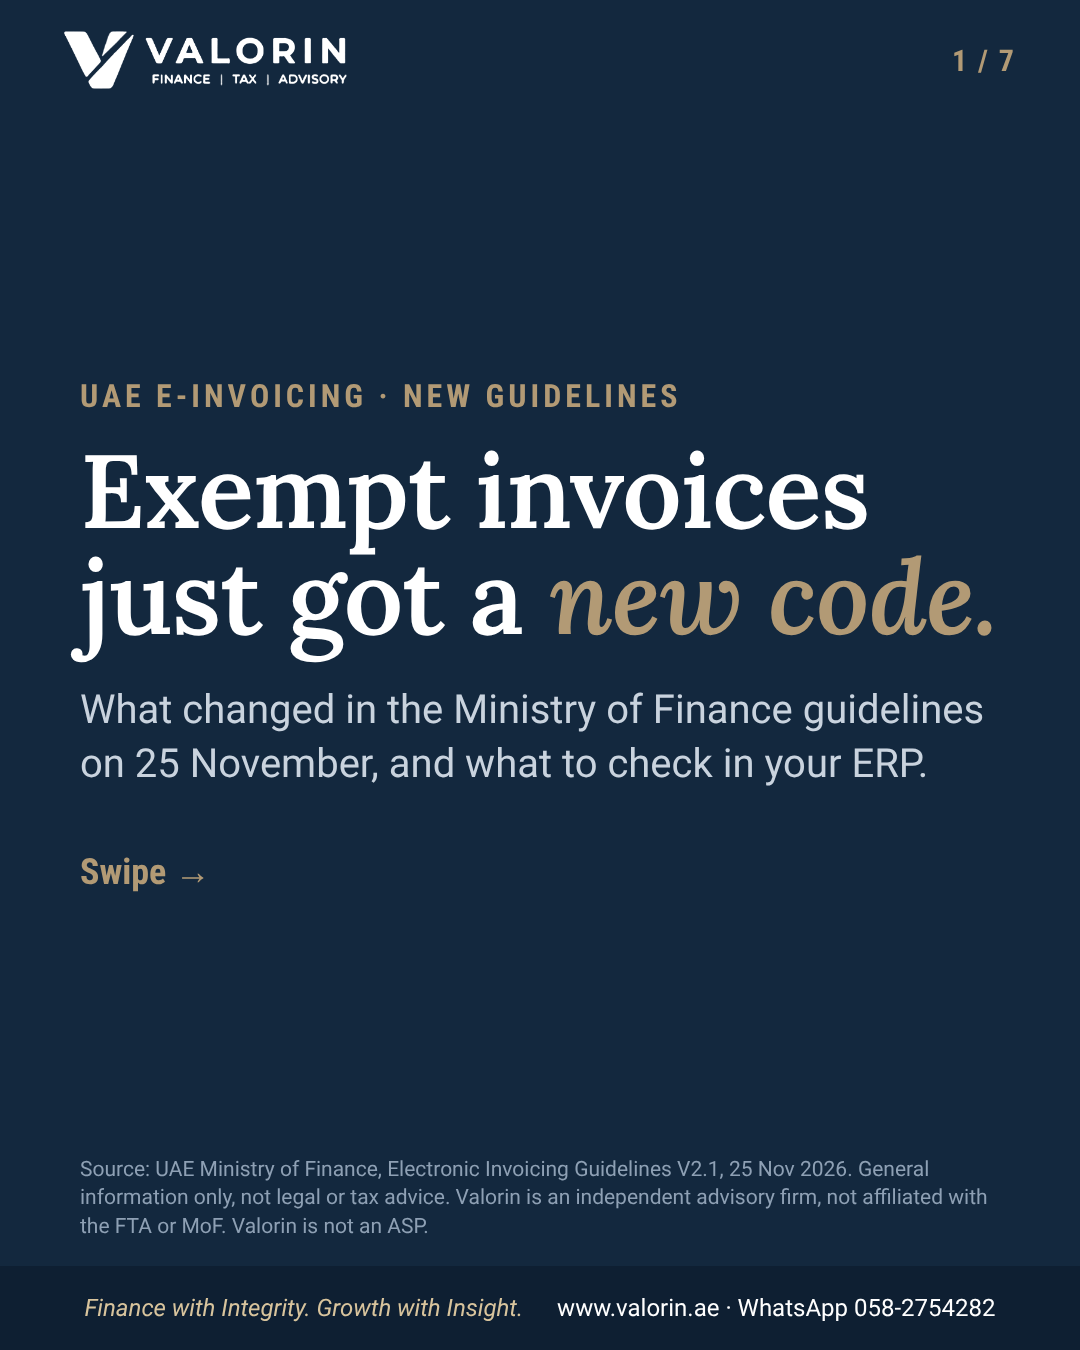 VALORIN
FINANCE | TAX | ADVISORY
1 / 7
UAE E-INVOICING · NEW GUIDELINES
Exempt invoices
just got a new code.
What changed in the Ministry of Finance guidelines
on 25 November, and what to check in your ERP.
Swipe →
Source: UAE Ministry of Finance, Electronic Invoicing Guidelines V2.1, 25 Nov 2026. General
information only, not legal or tax advice. Valorin is an independent advisory firm, not affiliated with
the FTA or MoF. Valorin is not an ASP.
Finance with Integrity. Growth with Insight. www.valorin.ae · WhatsApp 058-2754282